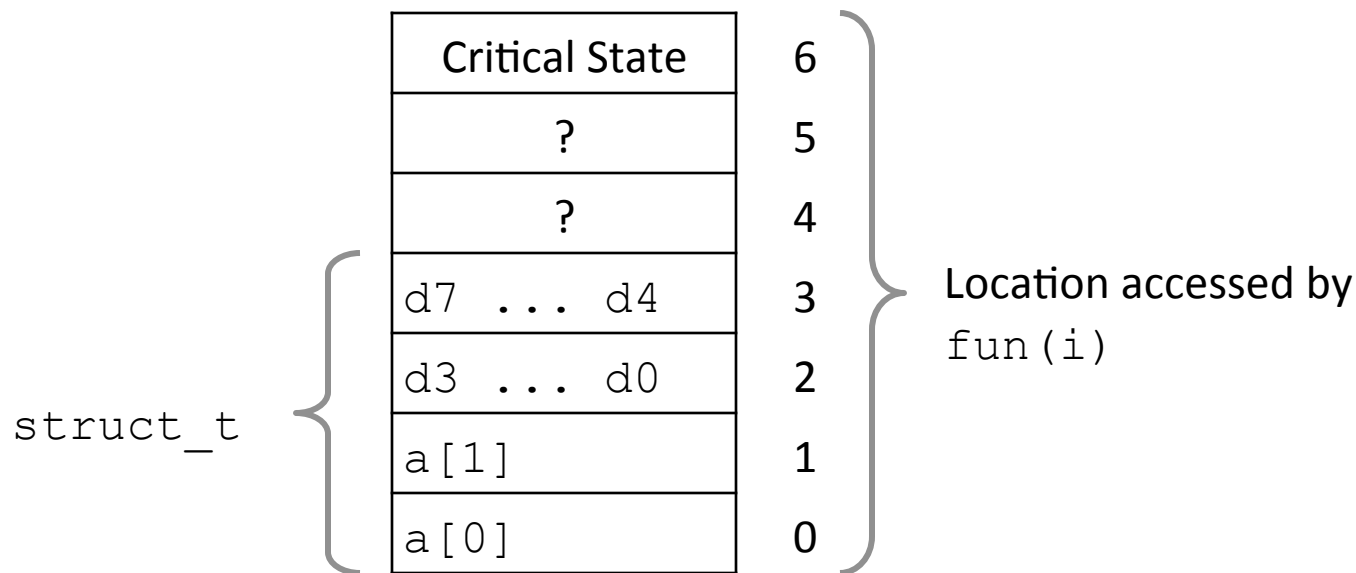 Critical State 6
? 5
? 4
d7 ... d4 3
d3 ... d0 2
a[1] 1
a[0] 0
struct_t
Location accessed by
fun(i)